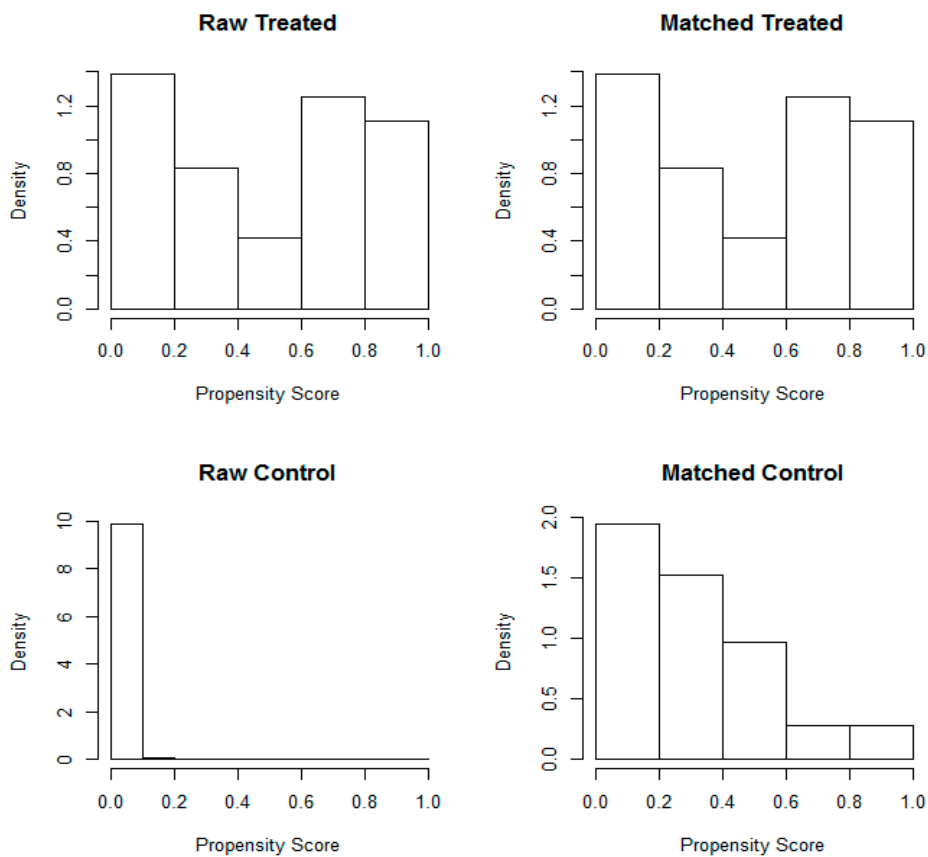 Raw Treated
Density
0.0 0.4 0.8 1.2
0.0 0.2 0.4 0.6 0.8 1.0
Propensity Score
Matched Treated
Density
0.0 0.4 0.8 1.2
0.0 0.2 0.4 0.6 0.8 1.0
Propensity Score
Raw Control
Density
0 2 4 6 8 10
0.0 0.2 0.4 0.6 0.8 1.0
Propensity Score
Matched Control
Density
0.0 0.5 1.0 1.5 2.0
0.0 0.2 0.4 0.6 0.8 1.0
Propensity Score